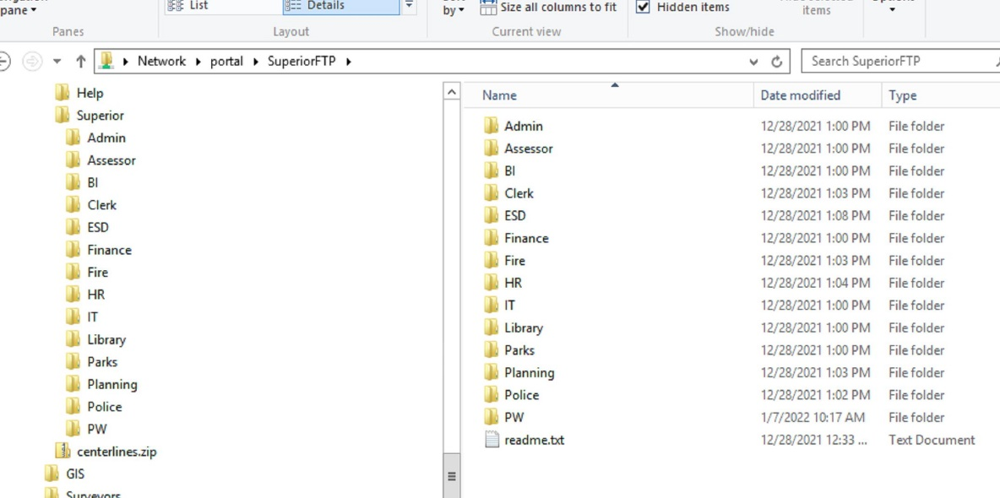 pane
List
Details
by
Size all columns to fit
Hidden items
items
Panes
Layout
Current view
Show/hide
Network portal SuperiorFTP
Search SuperiorFTP
Help
Superior
Admin
Assessor
BI
Clerk
ESD
Finance
Fire
HR
IT
Library
Parks
Planning
Police
PW
centerlines.zip
GIS
Surveyors
Name Date modified Type
Admin 12/28/2021 1:00 PM File folder
Assessor 12/28/2021 1:00 PM File folder
BI 12/28/2021 1:00 PM File folder
Clerk 12/28/2021 1:03 PM File folder
ESD 12/28/2021 1:08 PM File folder
Finance 12/28/2021 1:00 PM File folder
Fire 12/28/2021 1:03 PM File folder
HR 12/28/2021 1:04 PM File folder
IT 12/28/2021 1:00 PM File folder
Library 12/28/2021 1:00 PM File folder
Parks 12/28/2021 1:00 PM File folder
Planning 12/28/2021 1:03 PM File folder
Police 12/28/2021 1:02 PM File folder
PW 1/7/2022 10:17 AM File folder
readme.txt 12/28/2021 12:33 ... Text Document